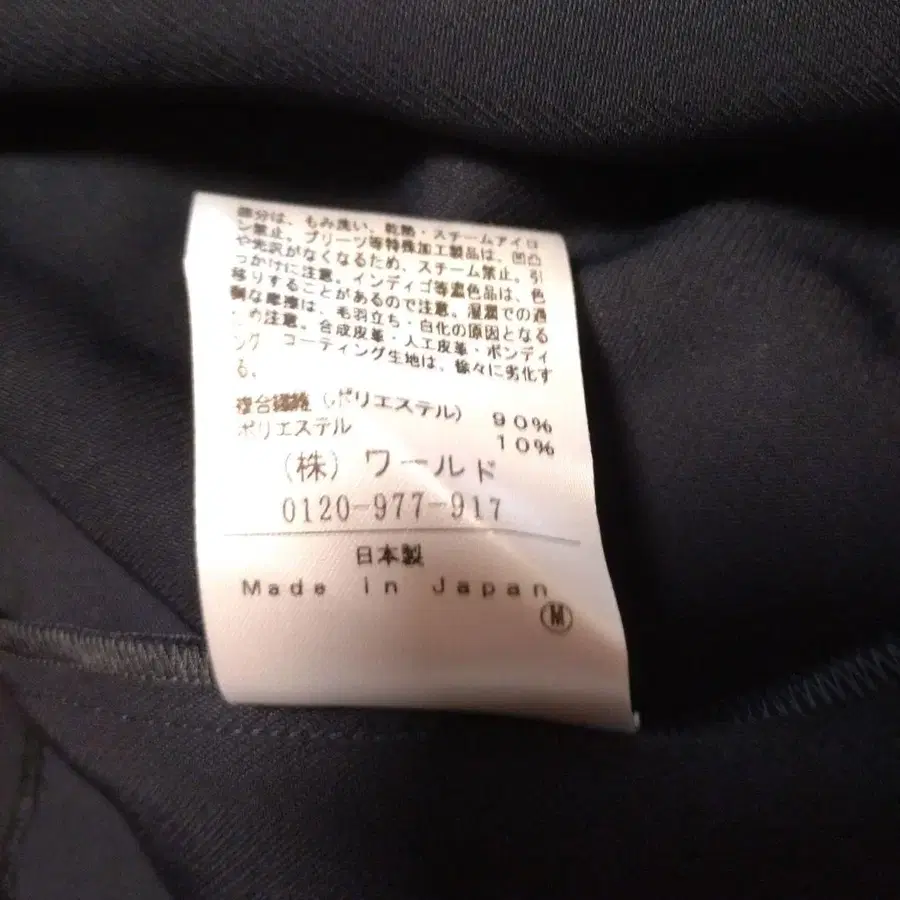 部分は、もみ洗い、乾熱・スチームアイロ
ン禁止。プリーツ等特殊加工製品は、凹凸
や光沢がなくなるため、スチーム禁止。引
っかけに注意。インディゴ等濃色品は、色
移りすることがあるので注意。湿潤での過
な摩擦は、毛羽立ち・白化の原因となる
め注意。合成皮革・人工皮革・ボンディ
ング コーティング生地は、徐々に劣化す
る。
複合繊維(ポリエステル) 90%
ポリエステル 10%
(株)ワールド
0120-977-917
日本製
Made in Japan
M